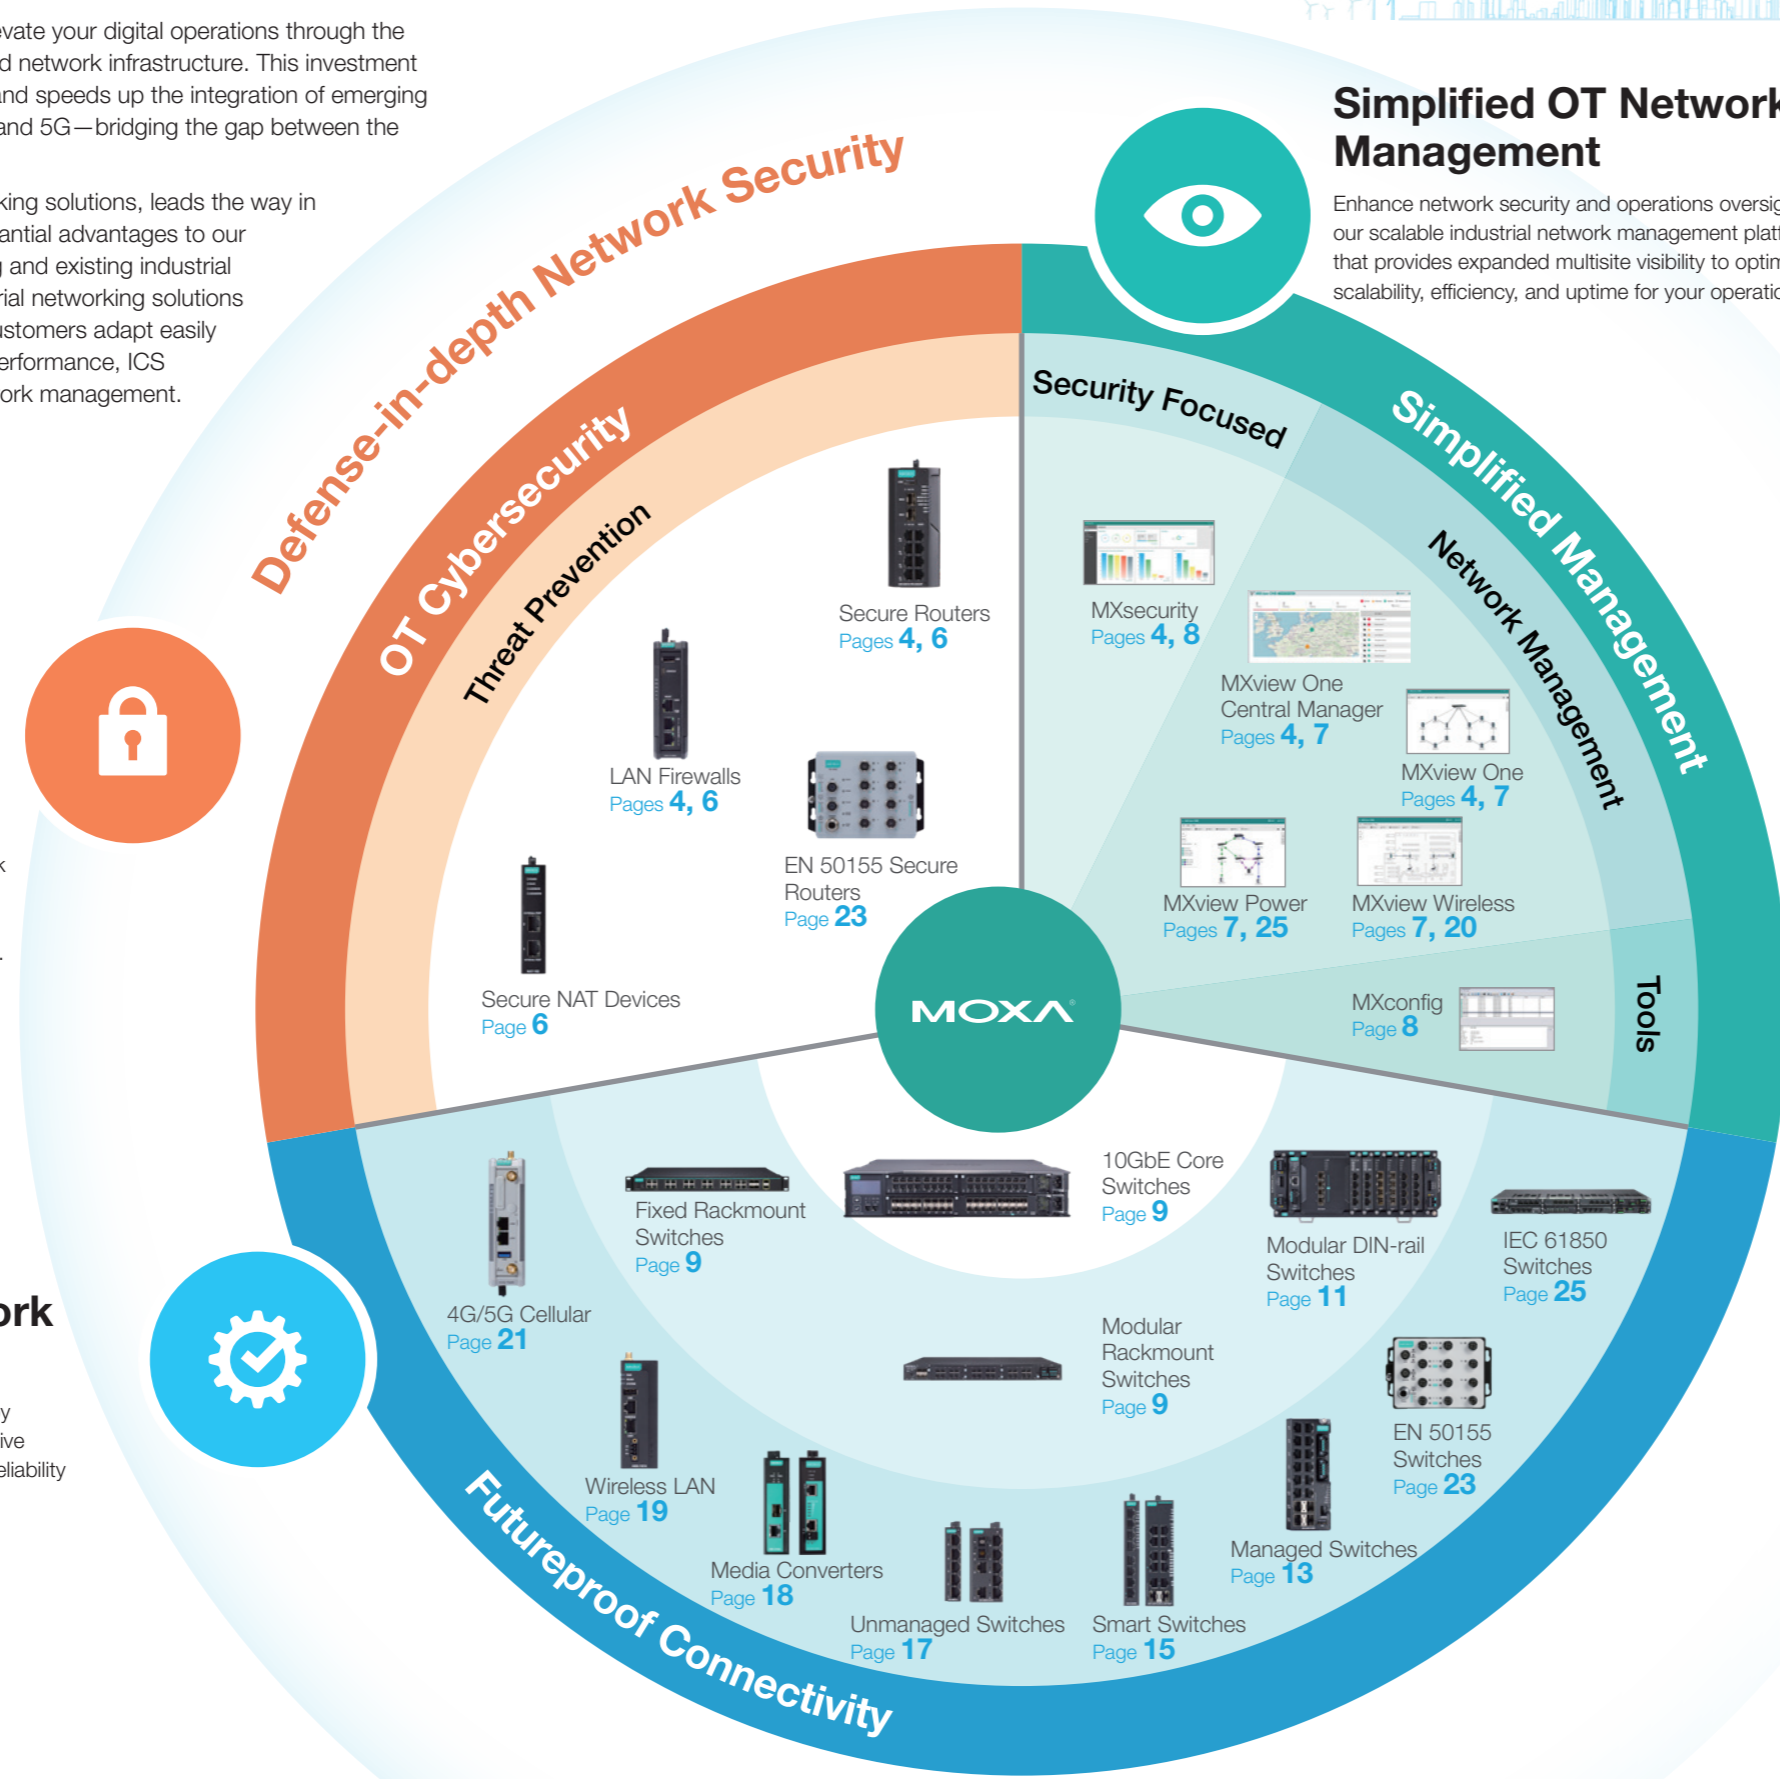 evate your digital operations through the
d network infrastructure. This investment
and speeds up the integration of emerging
and 5G—bridging the gap between the
king solutions, leads the way in
antial advantages to our
g and existing industrial
rial networking solutions
ustomers adapt easily
erformance, ICS
ork management.
Simplified OT Network
Management
Enhance network security and operations oversig
our scalable industrial network management platf
that provides expanded multisite visibility to optim
scalability, efficiency, and uptime for your operatio
Defense-in-depth Network Security
OT Cybersecurity
Threat Prevention
Secure Routers
Pages 4, 6
LAN Firewalls
Pages 4, 6
EN 50155 Secure
Routers
Page 23
Secure NAT Devices
Page 6
Simplified Management
Security Focused
MXsecurity
Pages 4, 8
Network Management
MXview One
Central Manager
Pages 4, 7
MXview One
Pages 4, 7
MXview Power
Pages 7, 25
MXview Wireless
Pages 7, 20
Tools
MXconfig
Page 8
MOXA®
k
.
ork
y
ive
eliability
Futureproof Connectivity
10GbE Core
Switches
Page 9
Fixed Rackmount
Switches
Page 9
Modular DIN-rail
Switches
Page 11
IEC 61850
Switches
Page 25
4G/5G Cellular
Page 21
Modular
Rackmount
Switches
Page 9
EN 50155
Switches
Page 23
Wireless LAN
Page 19
Media Converters
Page 18
Managed Switches
Page 13
Unmanaged Switches
Page 17
Smart Switches
Page 15